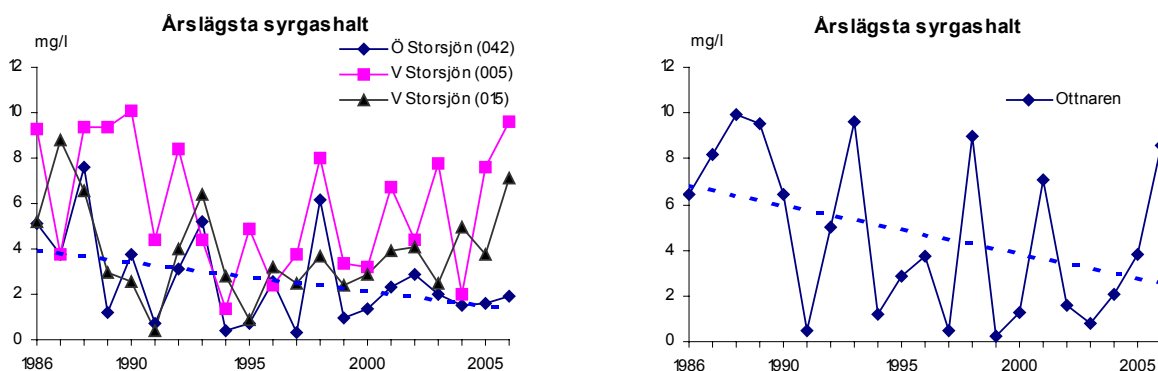 Årslägsta syrgashalt
mg/l
Ö Storsjön (042)
V Storsjön (005)
V Storsjön (015)
12
10
8
6
4
2
0
1986 1990 1995 2000 2005
Årslägsta syrgashalt
mg/l
Ottnaren
12
10
8
6
4
2
0
1986 1990 1995 2000 2005